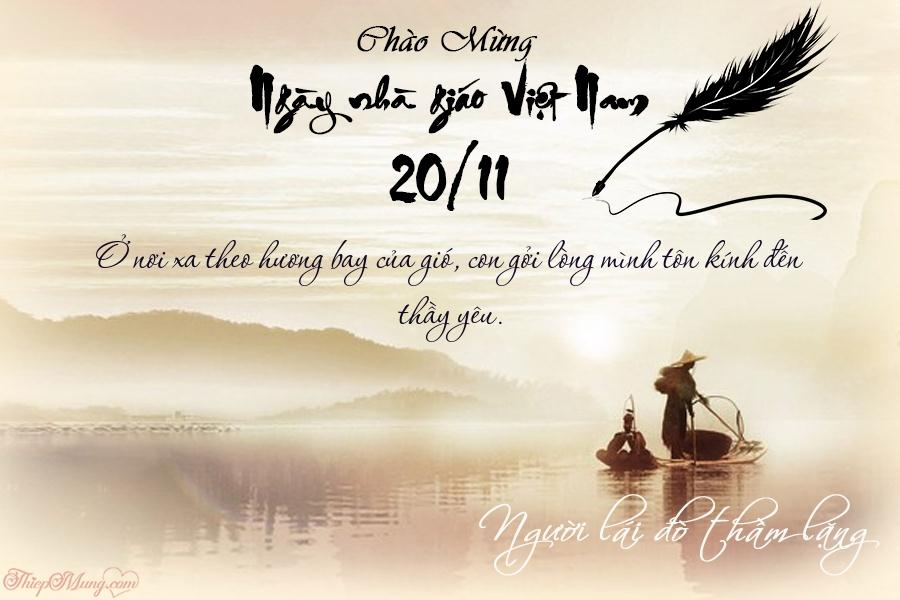 Chào Mừng
Ngày nhà giáo Việt Nam
20/11
Ở nơi xa theo hương bay của gió, con gởi lòng mình tôn kính đến
thầy yêu.
Người lái đò thầm lặng
ThiepMung.com